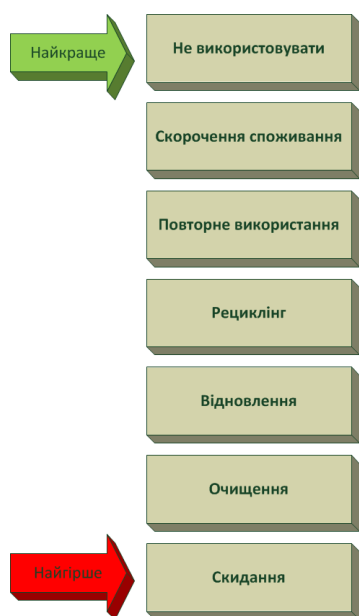 Найкраще
Не використовувати
Скорочення споживання
Повторне використання
Рециклінг
Відновлення
Очищення
Найгірше
Скидання